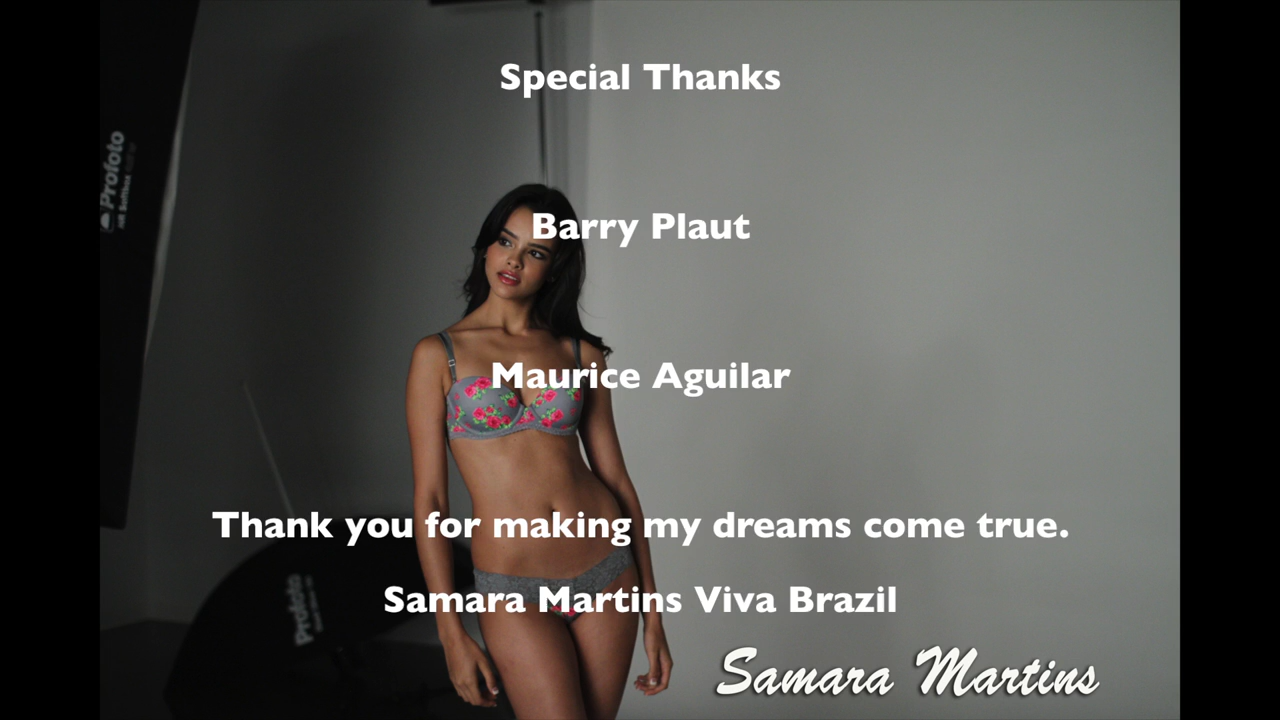 Special Thanks
Barry Plaut
Maurice Aguilar
Thank you for making my dreams come true.
Samara Martins Viva Brazil
Samara Martins
Profoto
Profoto